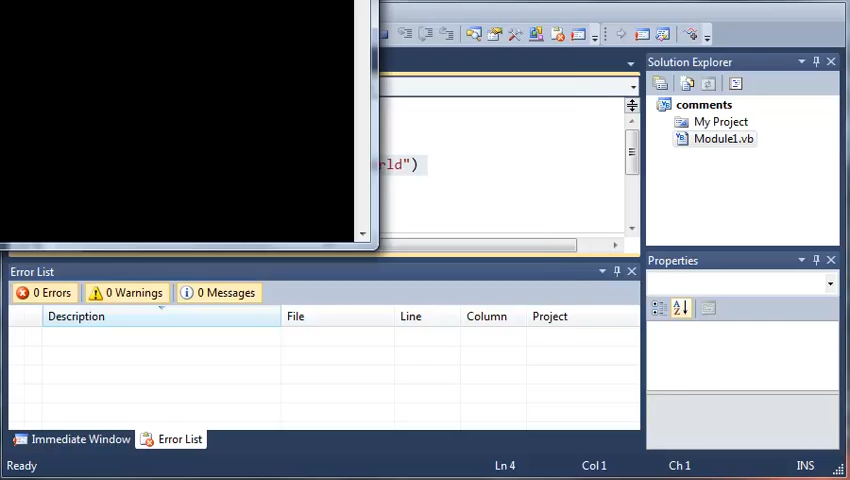 Solution Explorer
comments
My Project
Module1.vb
rld")
Properties
Error List
0 Errors
0 Warnings
0 Messages
Description
File
Line
Column
Project
Immediate Window
Error List
Ready
Ln 4
Col 1
Ch 1
INS